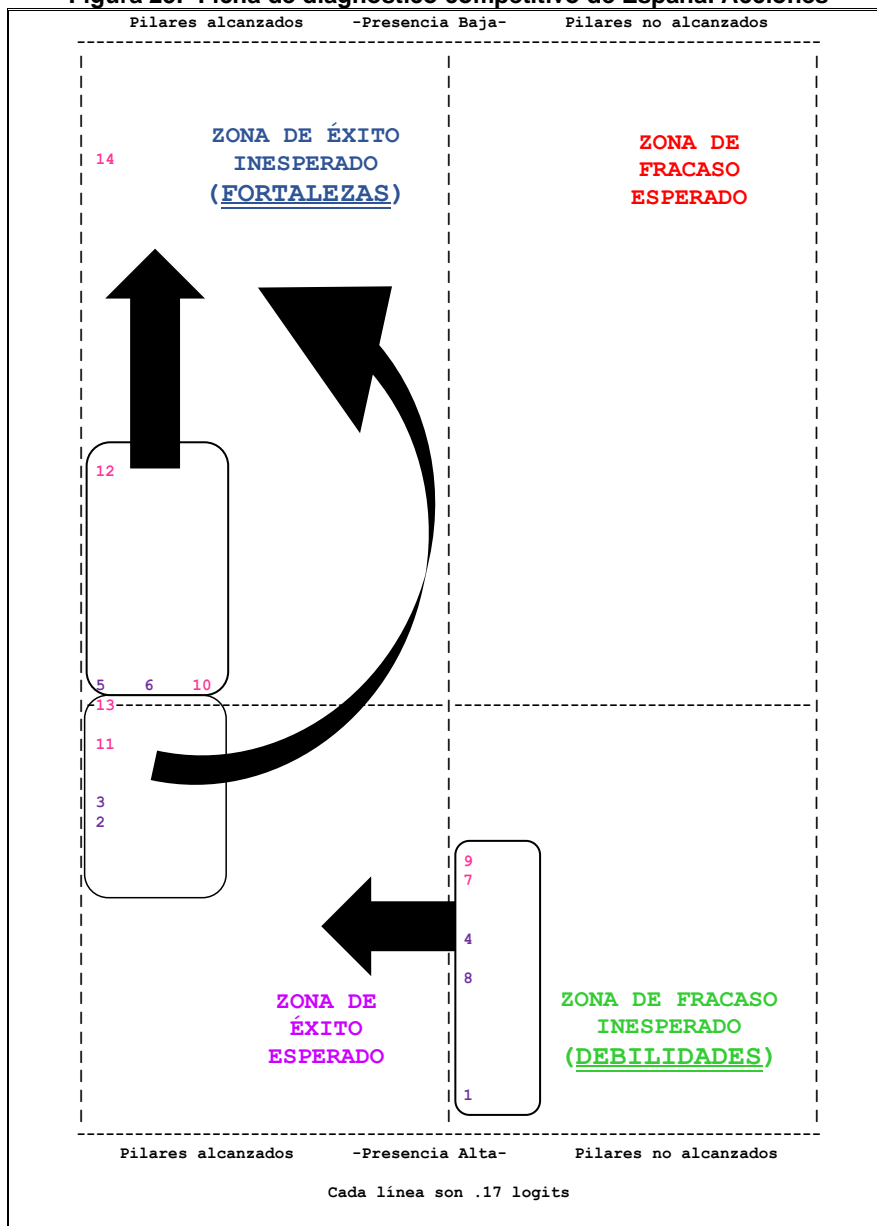 Pilares alcanzados -Presencia Baja- Pilares no alcanzados
ZONA DE ÉXITO
INESPERADO
(FORTALEZAS)
ZONA DE
FRACASO
ESPERADO
14
12
5 6 10
13
11
3
2
9
7
4
8
ZONA DE
ÉXITO
ESPERADO
ZONA DE FRACASO
INESPERADO
(DEBILIDADES)
1
Pilares alcanzados -Presencia Alta- Pilares no alcanzados
Cada línea son .17 logits